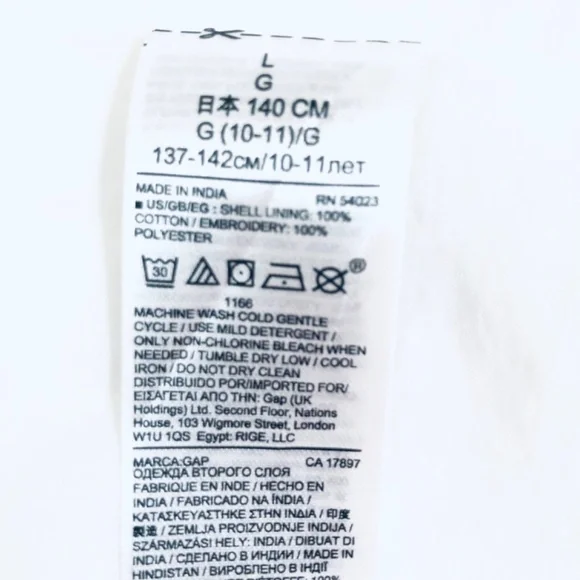 L
G
日本 140 CM
G (10-11)/G
137-142см/10-11лет
MADE IN INDIA RN 54023
■ US/GB/EG : SHELL LINING: 100%
COTTON / EMBROIDERY: 100%
POLYESTER
30 ®
1166
MACHINE WASH COLD GENTLE
CYCLE / USE MILD DETERGENT /
ONLY NON-CHLORINE BLEACH WHEN
NEEDED / TUMBLE DRY LOW / COOL
IRON / DO NOT DRY CLEAN
DISTRIBUIDO POR/IMPORTED FOR/
ΕΙΣΑΓΕΤΑΙ ΑΠΟ ΤΗΝ: Gap (UK
Holdings) Ltd. Second Floor, Nations
House, 103 Wigmore Street, London
W1U 1QS Egypt: RIGE, LLC
MARCA:GAP CA 17897
ОДЕЖДА ВТОРОГО СЛОЯ
FABRIQUE EN INDE / HECHO EN
INDIA / FABRICADO NA ÍNDIA /
ΚΑΤΑΣΚΕΥΑΣΤΗΚΕ ΣΤΗΝ ΙΝΔΙΑ / 印度
製造 / ZEMLJA PROIZVODNJE INDIJA /
SZÁRMAZÁSI HELY: INDIA / DIBUAT DI
INDIA / СДЕЛАНО В ИНДИИ / MADE IN
HINDISTAN / ВИРОБЛЕНО В ІНДІЇ
100%